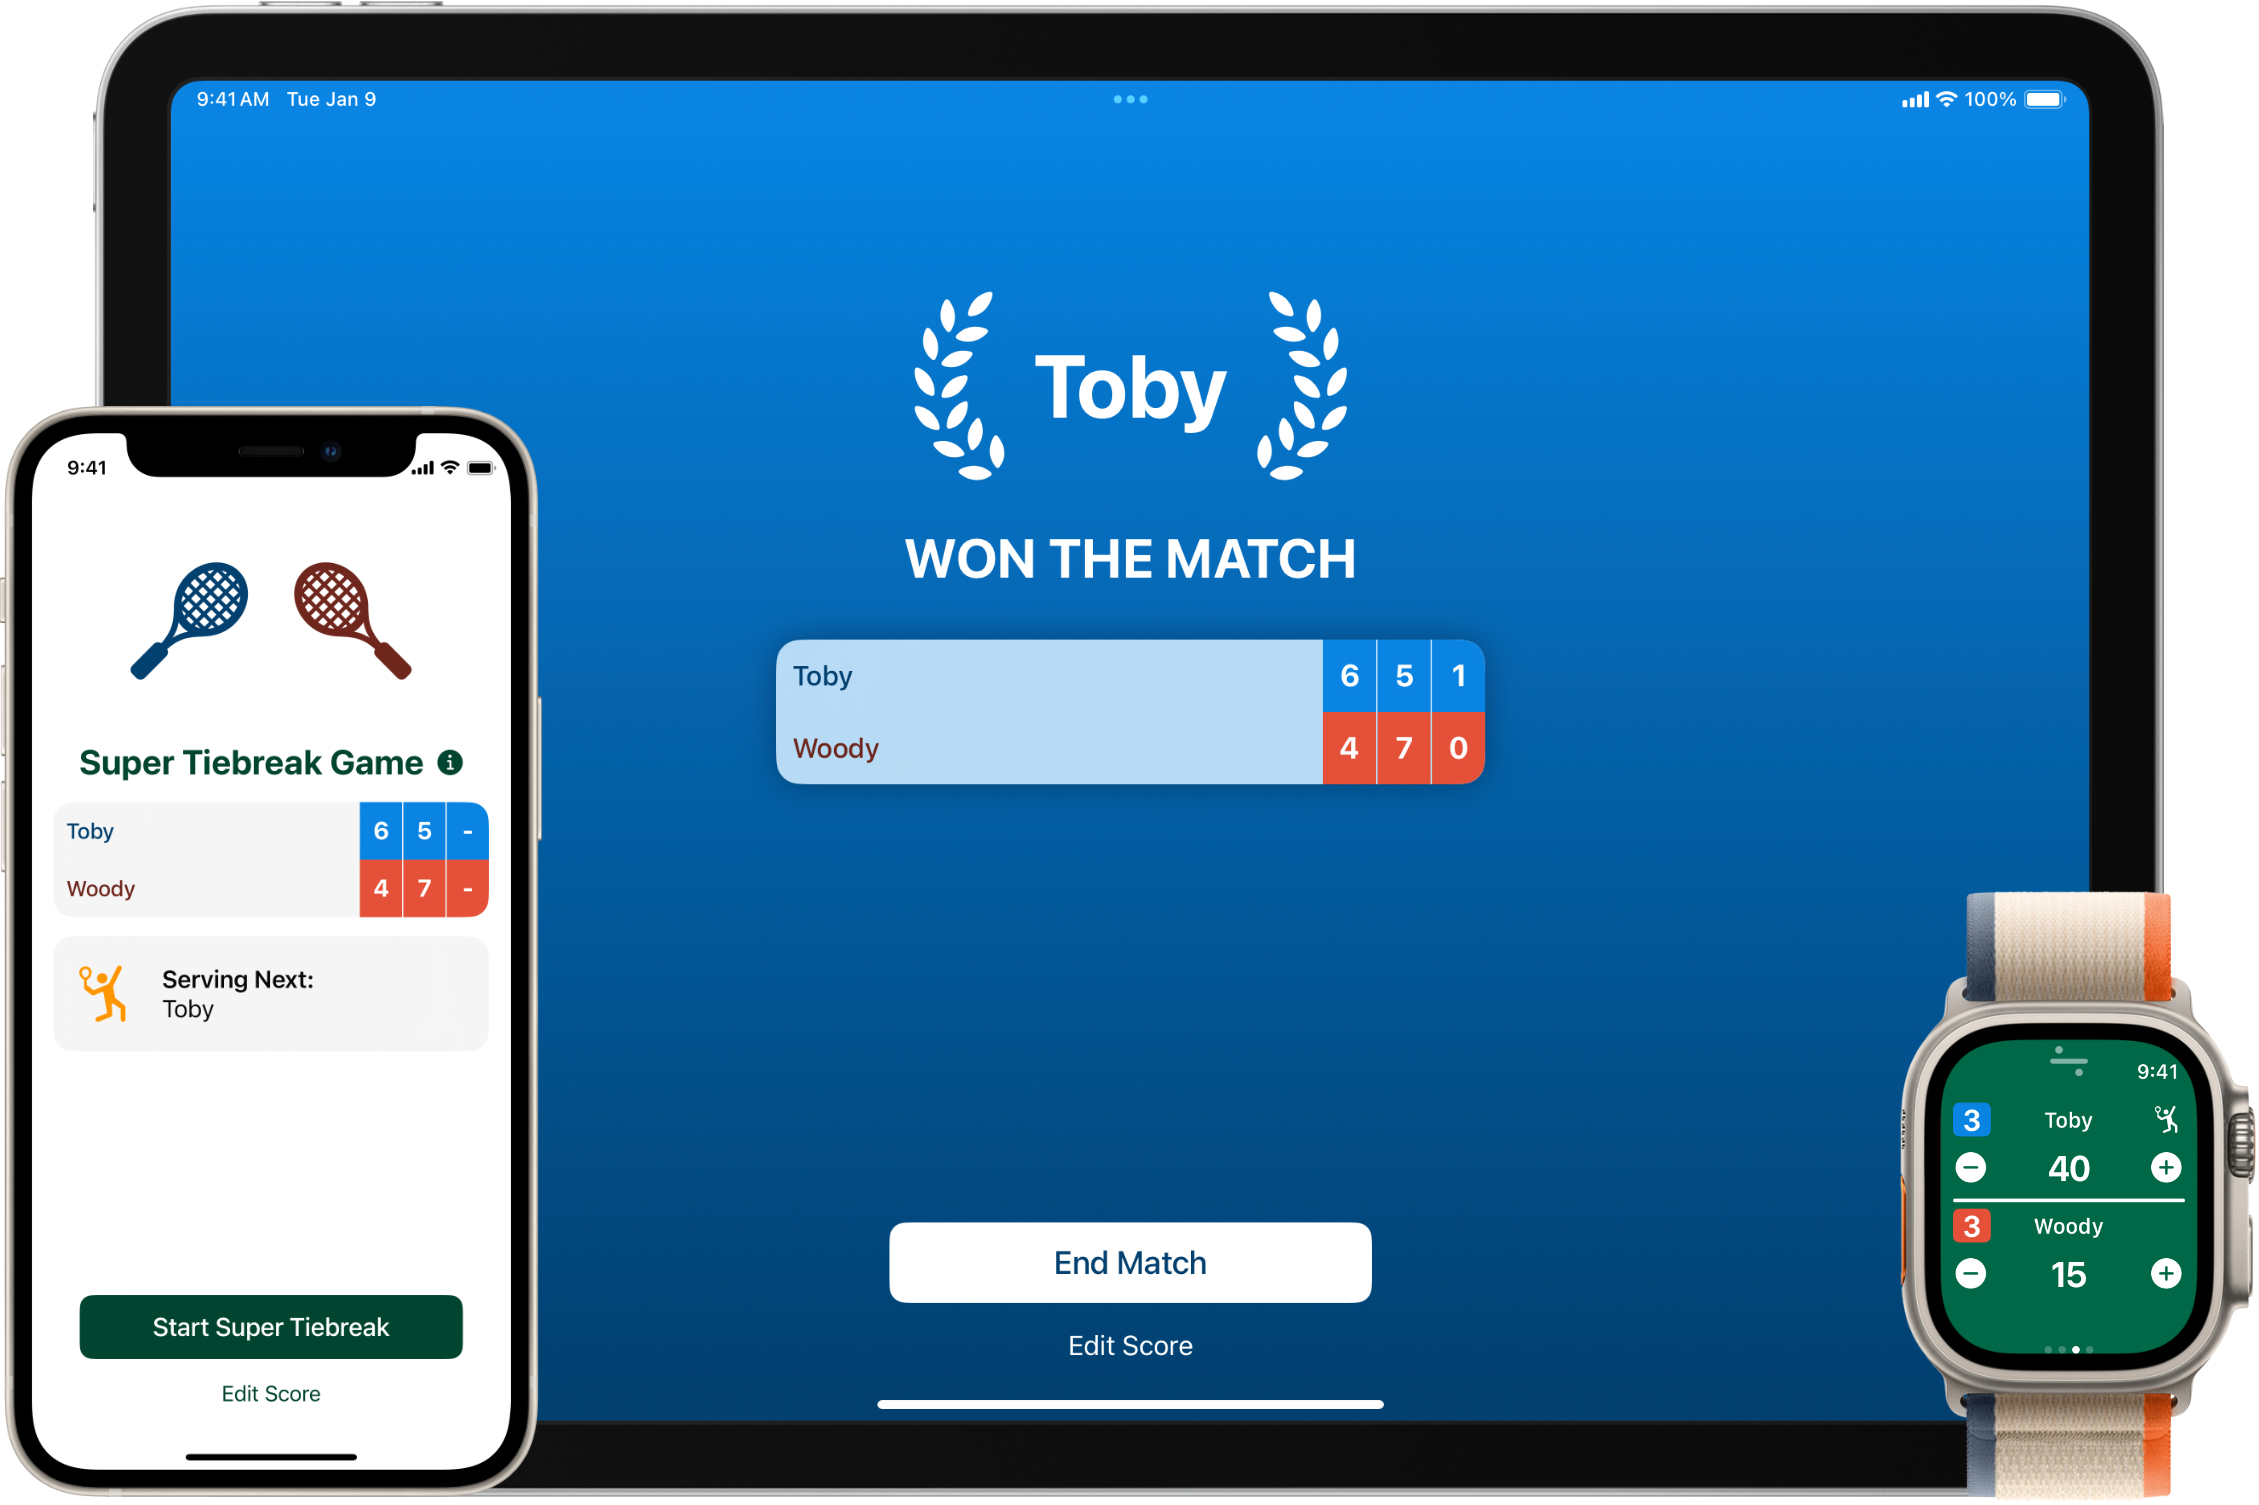 9:41 AM Tue Jan 9
100%
Toby
WON THE MATCH
Toby 6 5 1
Woody 4 7 0
End Match
Edit Score
9:41
Super Tiebreak Game
Toby 6 5 -
Woody 4 7 -
Serving Next:
Toby
Start Super Tiebreak
Edit Score
9:41
3 Toby
− 40 +
3 Woody
− 15 +